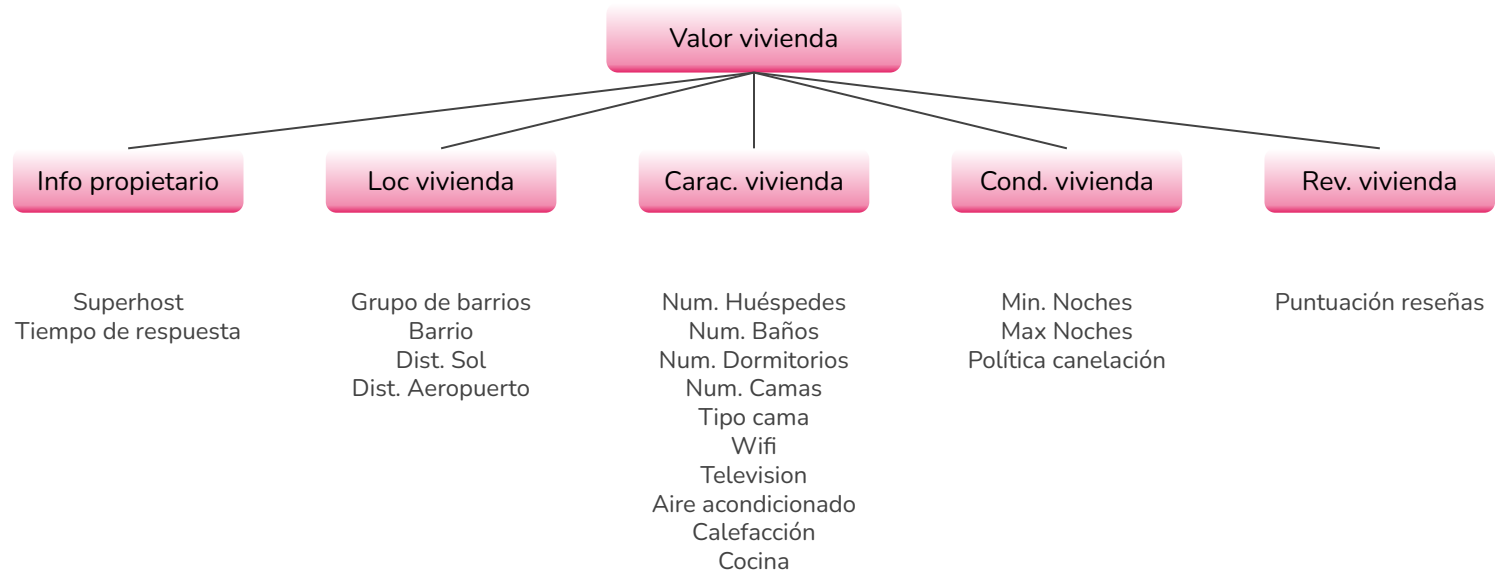 Valor vivienda
Info propietario
Loc vivienda
Carac. vivienda
Cond. vivienda
Rev. vivienda
Superhost
Tiempo de respuesta
Grupo de barrios
Barrio
Dist. Sol
Dist. Aeropuerto
Num. Huéspedes
Num. Baños
Num. Dormitorios
Num. Camas
Tipo cama
Wifi
Television
Aire acondicionado
Calefacción
Cocina
Min. Noches
Max Noches
Política canelación
Puntuación reseñas